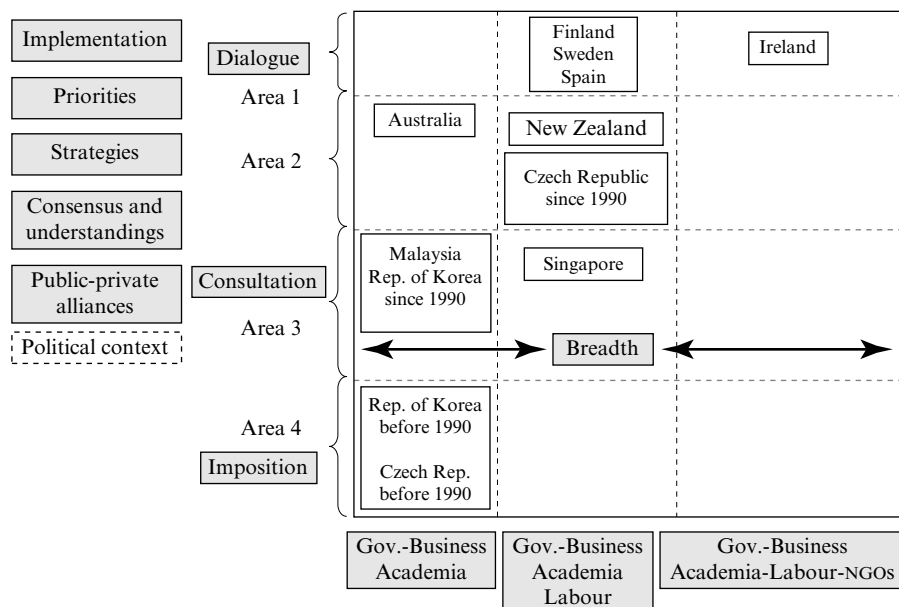 Implementation
Priorities
Strategies
Consensus and
understandings
Public-private
alliances
Political context
Dialogue
Area 1
Area 2
Consultation
Area 3
Area 4
Imposition
Finland
Sweden
Spain
Ireland
Australia
New Zealand
Czech Republic
since 1990
Malaysia
Rep. of Korea
since 1990
Singapore
Breadth
Rep. of Korea
before 1990
Czech Rep.
before 1990
Gov.-Business
Academia
Gov.-Business
Academia
Labour
Gov.-Business
Academia-Labour-NGOs